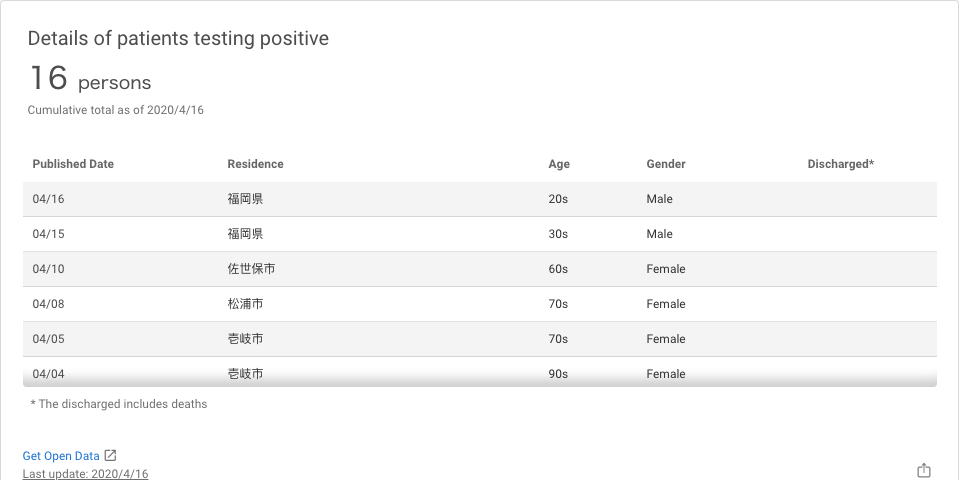 Details of patients testing positive
16 persons
Cumulative total as of 2020/4/16
Published Date Residence Age Gender Discharged*
04/16 福岡県 20s Male
04/15 福岡県 30s Male
04/10 佐世保市 60s Female
04/08 松浦市 70s Female
04/05 壱岐市 70s Female
04/04 壱岐市 90s Female
* The discharged includes deaths
Get Open Data
Last update: 2020/4/16